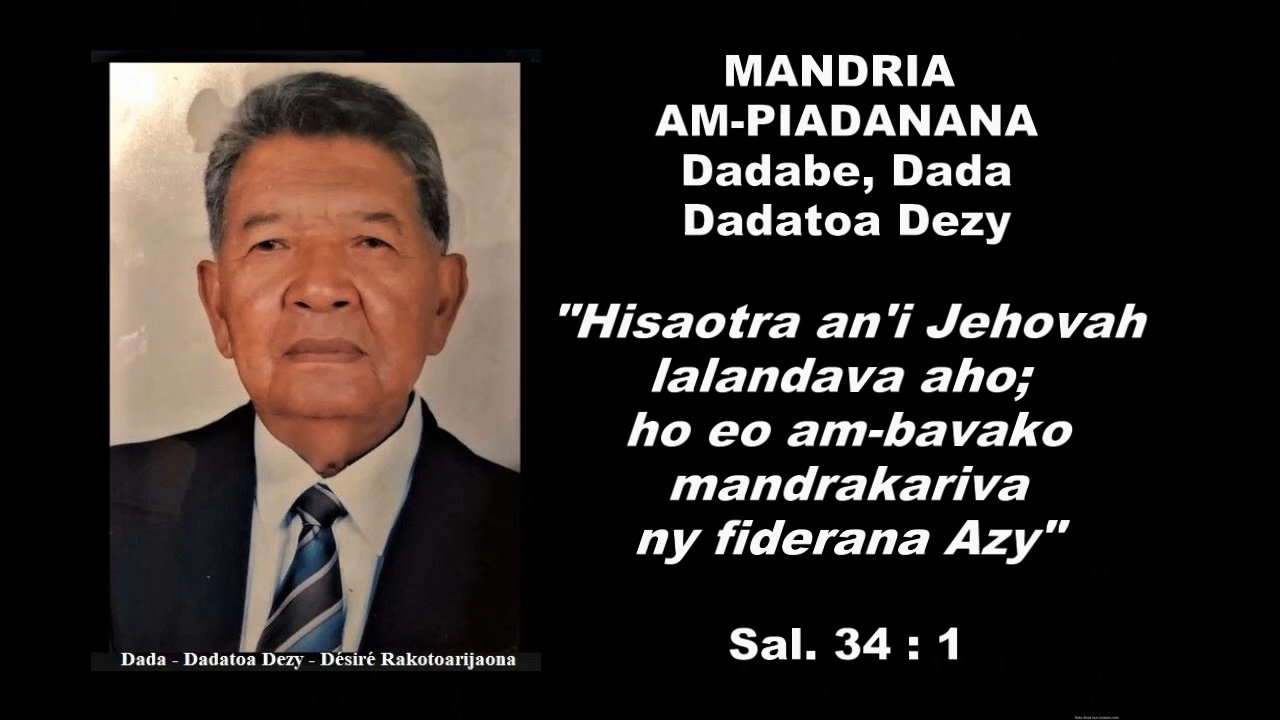 MANDRIA
AM-PIADANANA
Dadabe, Dada
Dadatoa Dezy
"Hisaotra an'i Jehovah
lalandava aho;
ho eo am-bavako
mandrakariva
ny fiderana Azy"
Sal. 34 : 1
Dada - Dadatoa Dezy - Désiré Rakotoarijaona